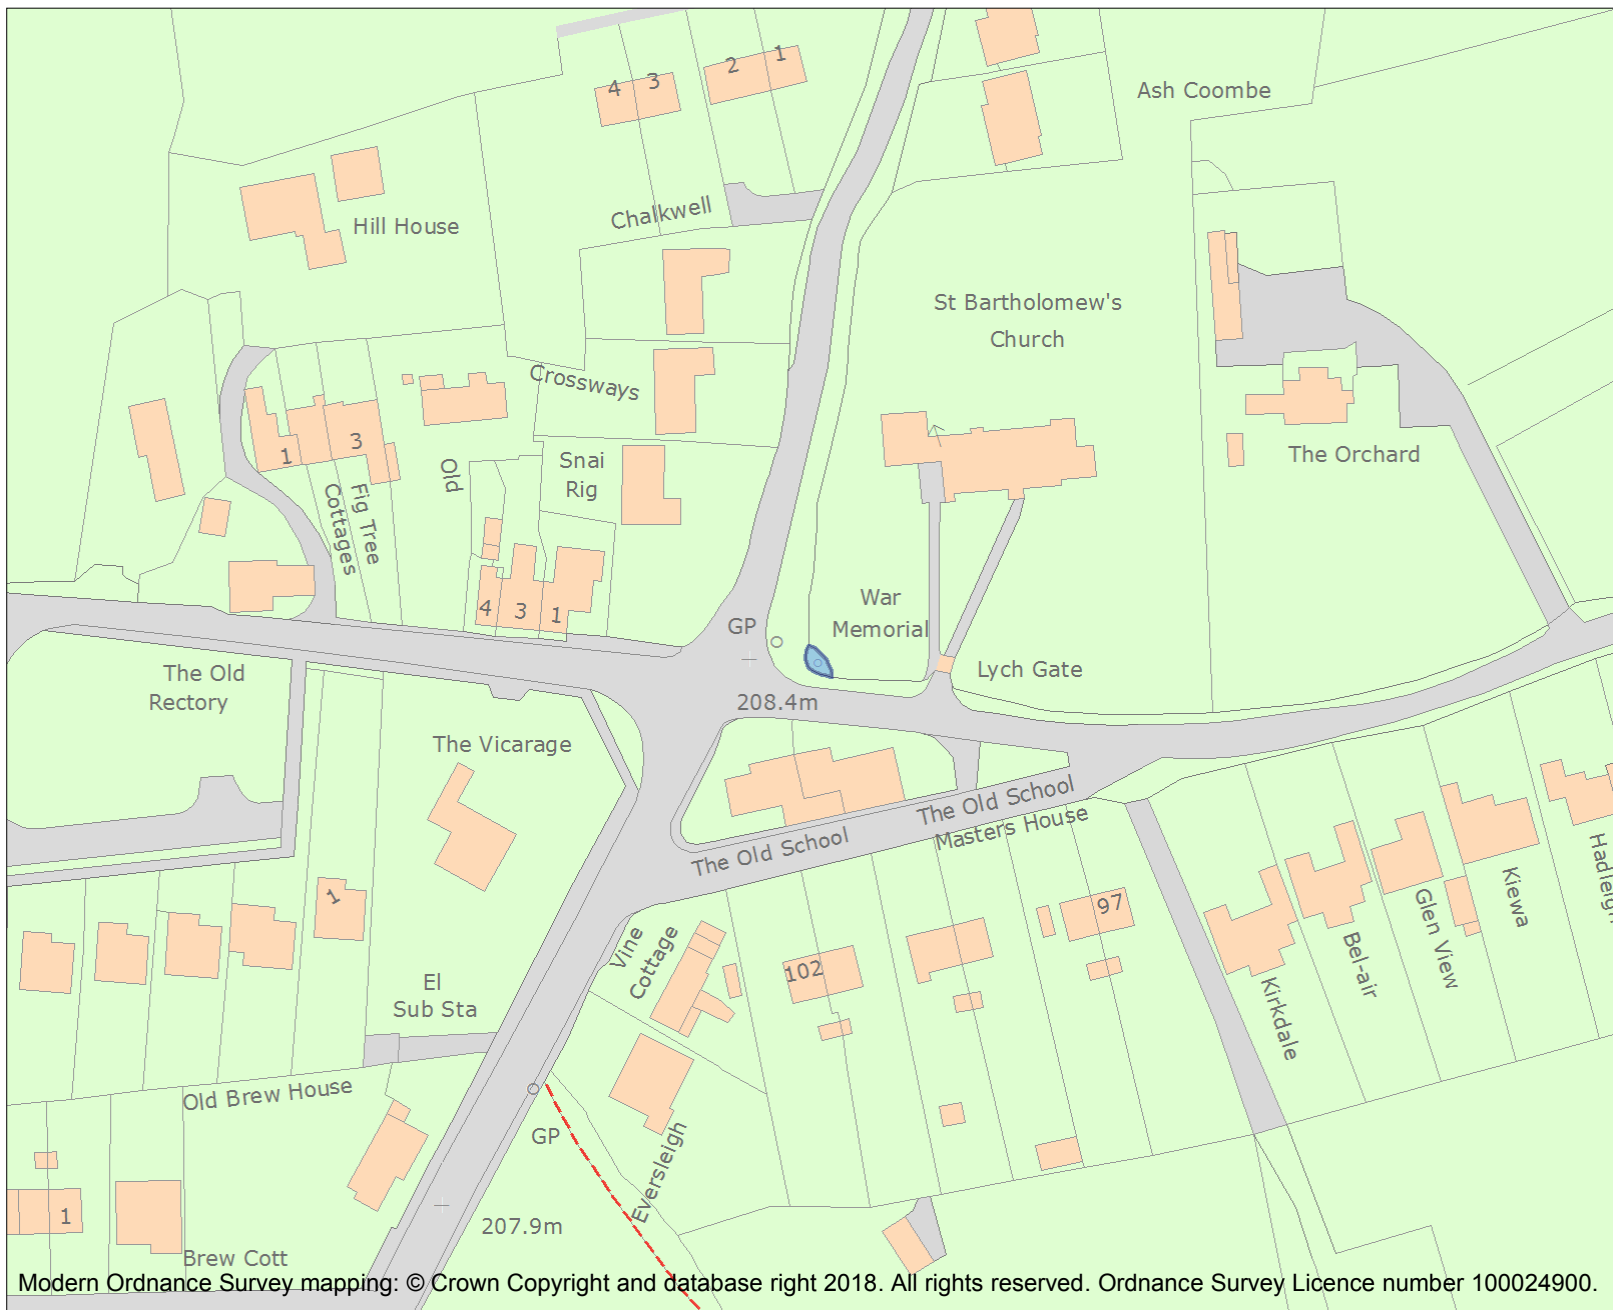 4 3
2 1
Ash Coombe
Hill House
Chalkwell
St Bartholomew's
Church
Crossways
1
3
Fig Tree
Cottages
Old
Snai
Rig
The Orchard
4 3 1
GP
War
Memorial
Lych Gate
208.4m
The Old
Rectory
The Vicarage
The Old School
The Old School
Masters House
1
Vine
Cottage
102
97
Kirkdale
Bel-air
Glen View
Kiewa
Hadleigh
El
Sub Sta
Old Brew House
GP
Eversleigh
1
207.9m
Brew Cott
Modern Ordnance Survey mapping: © Crown Copyright and database right 2018. All rights reserved. Ordnance Survey Licence number 100024900.